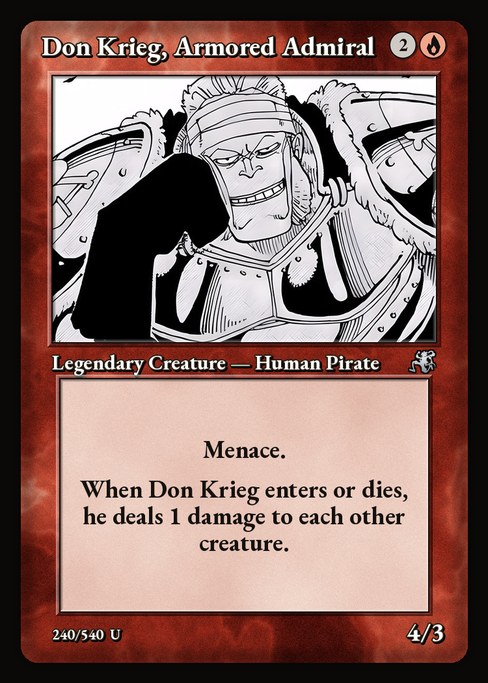 Don Krieg, Armored Admiral 2
Legendary Creature — Human Pirate
Menace.
When Don Krieg enters or dies,
he deals 1 damage to each other
creature.
240/540 U
4/3